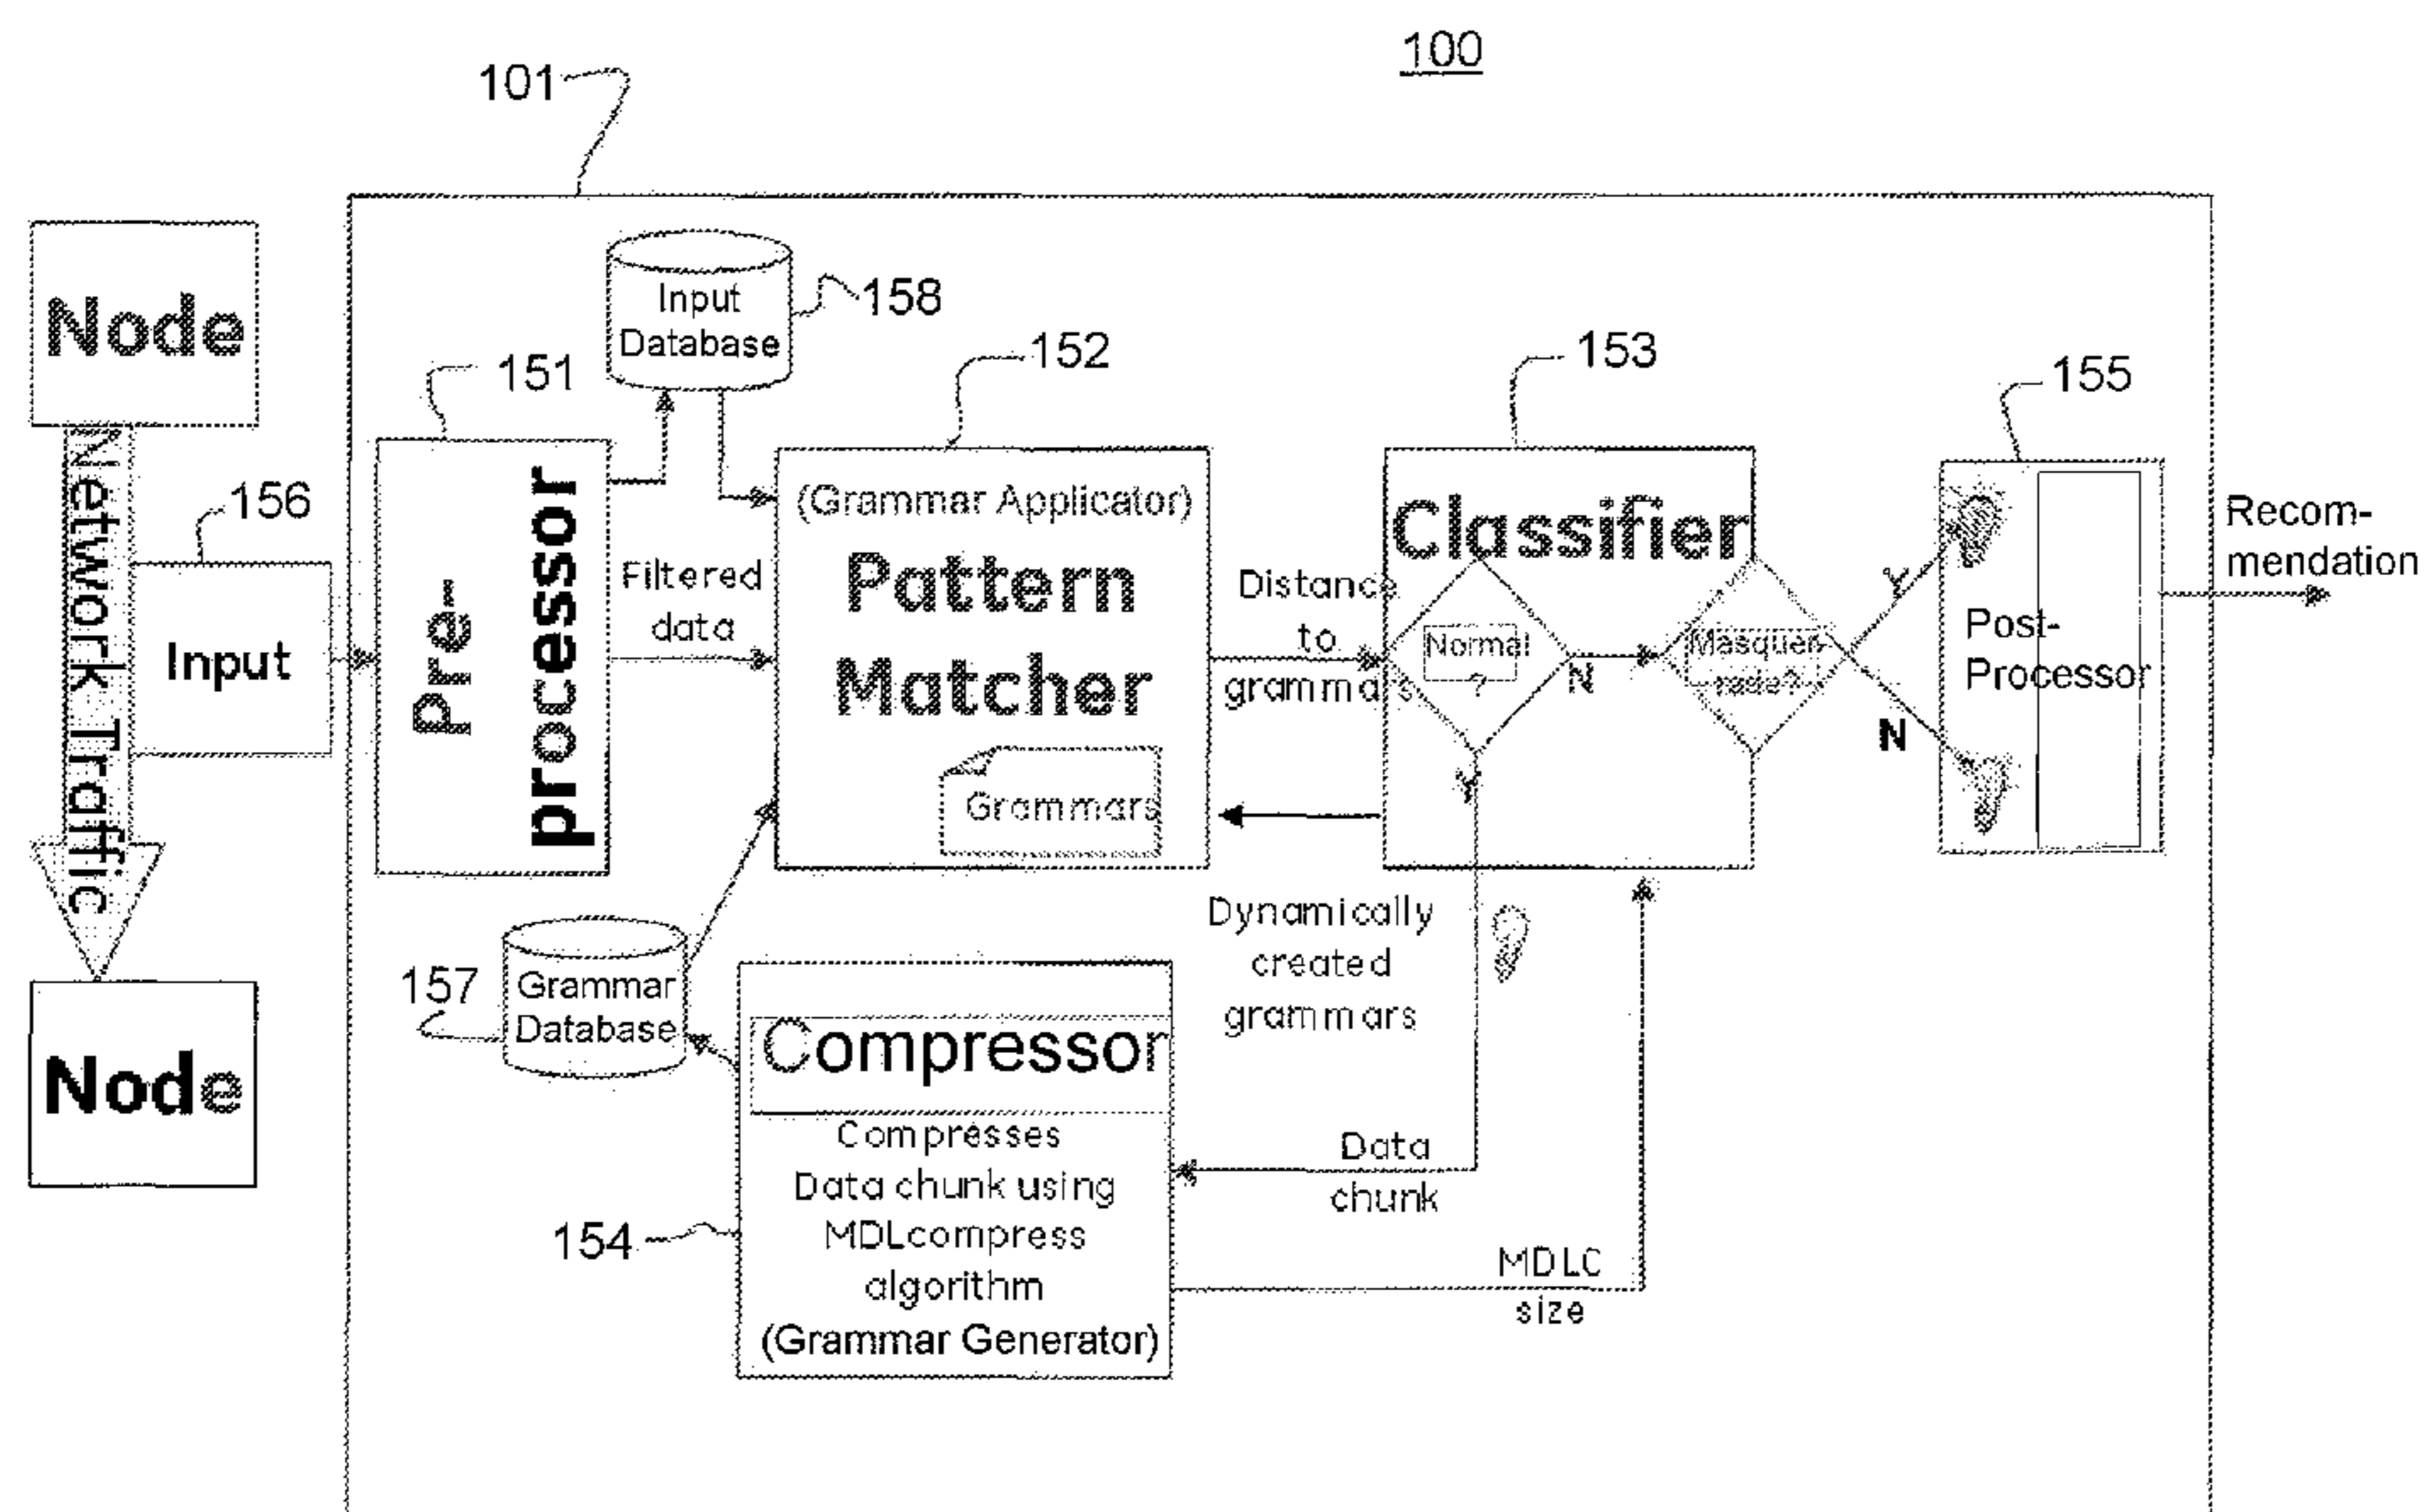 100
101
Node
Network Traffic
Node
156
Input
151
Pre-
processor
Input
Database
158
Filtered
data
152
(Grammar Applicator)
Pattern
Matcher
Grammars
Distance
to
grammars
153
Classifier
Normal
?
N
Y
Masquer-
rade?
Y
N
155
Post-
Processor
Recom-
mendation
157
Grammar
Database
Dynamically
created
grammars
154
Compressor
Compresses
Data chunk using
MDLcompress
algorithm
(Grammar Generator)
Data
chunk
MDLC
size